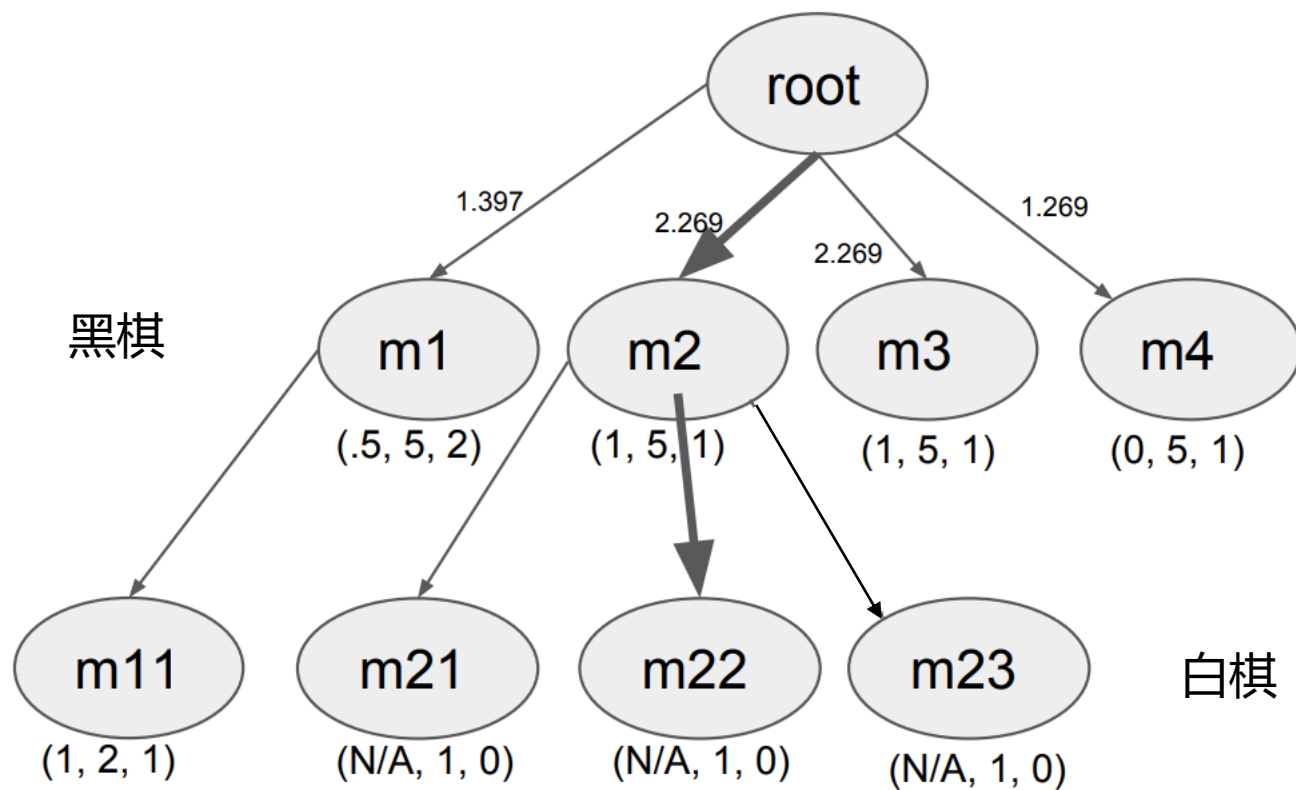 root
1.397
2.269
2.269
1.269
黑棋
m1
m2
m3
m4
(.5, 5, 2)
(1, 5, 1)
(1, 5, 1)
(0, 5, 1)
m11
m21
m22
m23
白棋
(1, 2, 1)
(N/A, 1, 0)
(N/A, 1, 0)
(N/A, 1, 0)